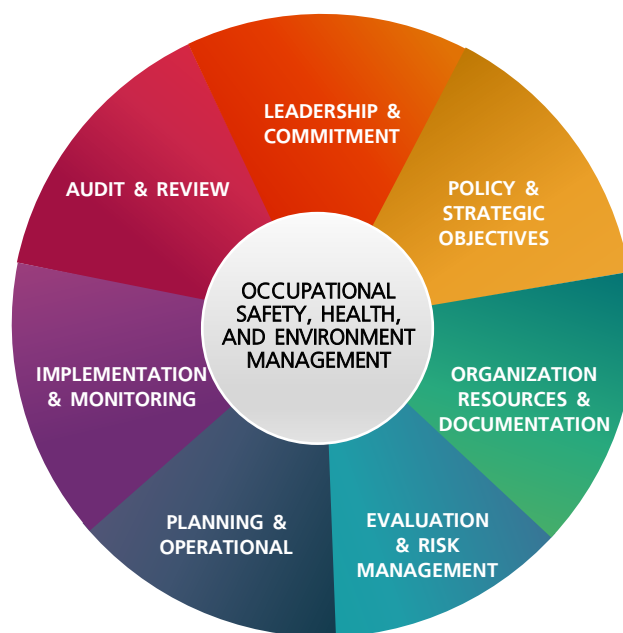 LEADERSHIP &
COMMITMENT
POLICY &
STRATEGIC
OBJECTIVES
ORGANIZATION
RESOURCES &
DOCUMENTATION
EVALUATION
& RISK
MANAGEMENT
PLANNING &
OPERATIONAL
IMPLEMENTATION
& MONITORING
AUDIT & REVIEW
OCCUPATIONAL
SAFETY, HEALTH,
AND ENVIRONMENT
MANAGEMENT